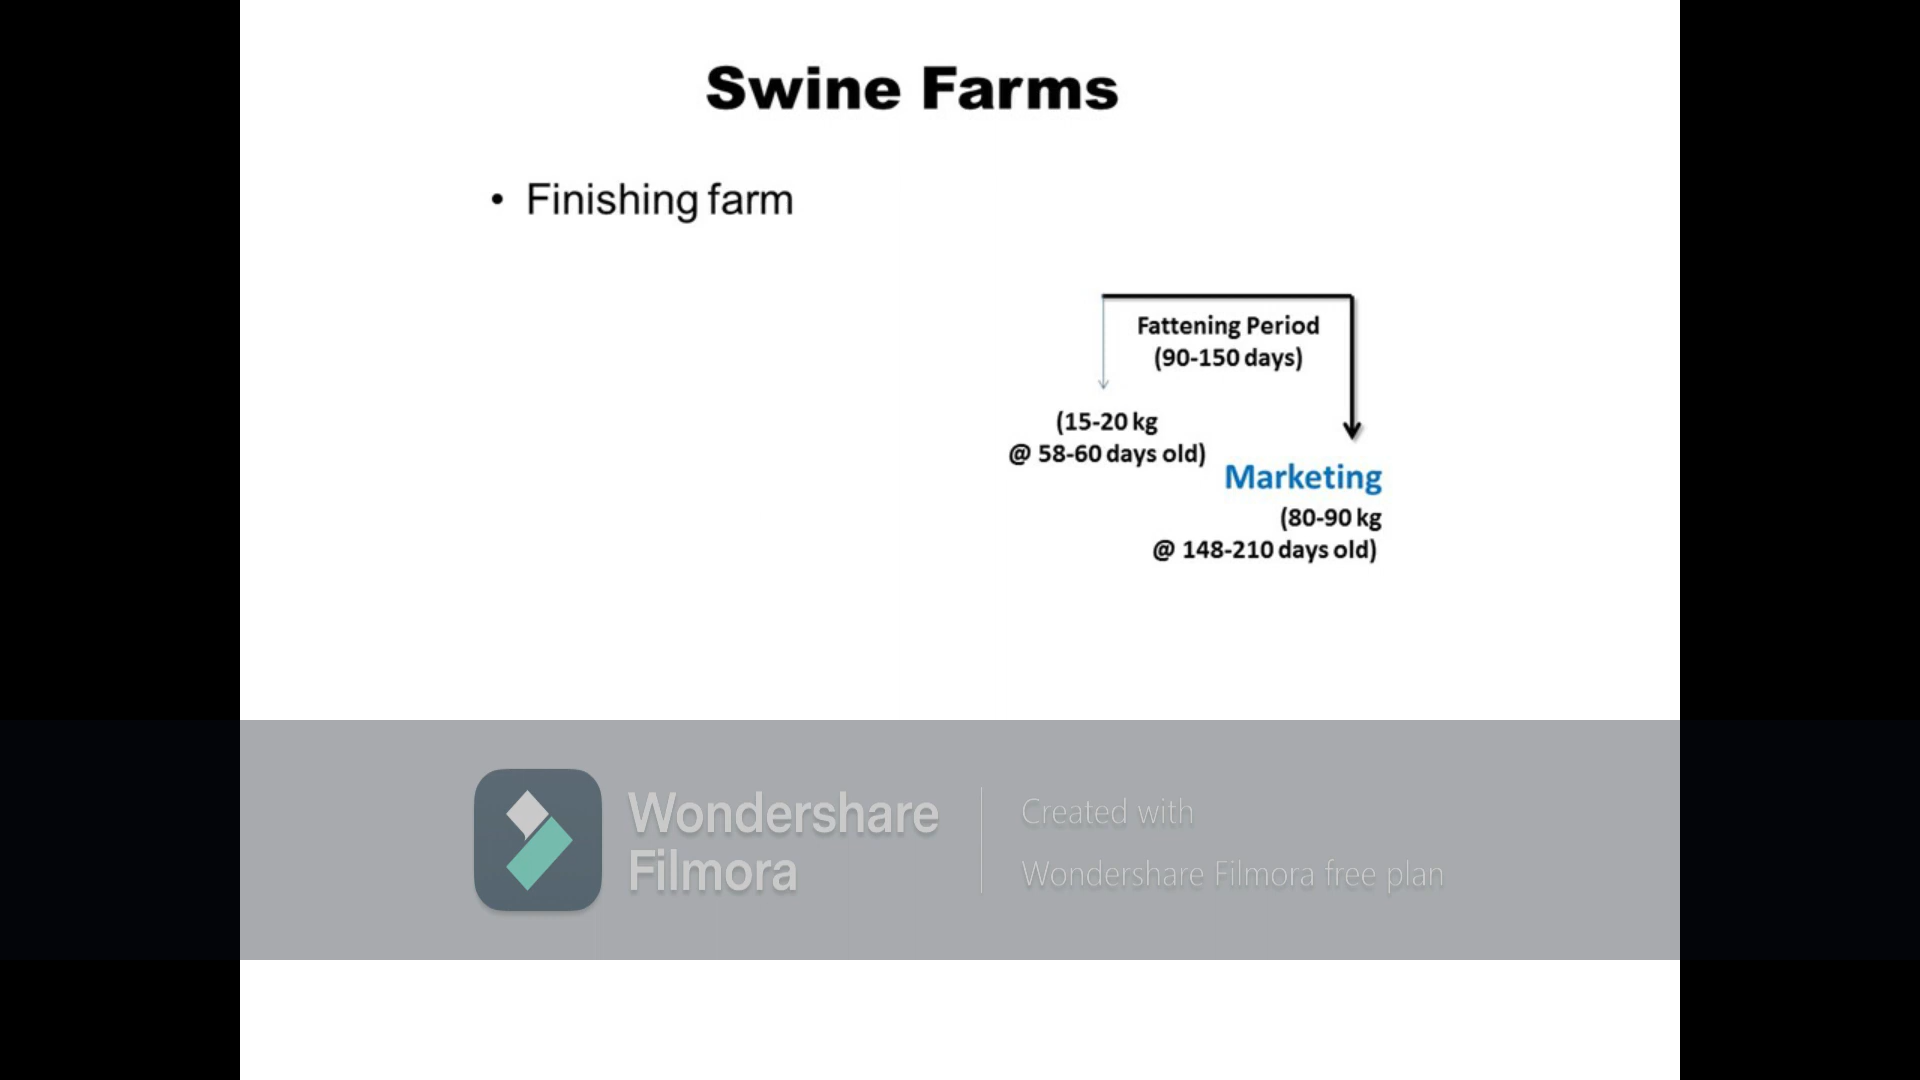 Swine Farms
• Finishing farm
Fattening Period
(90-150 days)
(15-20 kg
@ 58-60 days old)
Marketing
(80-90 kg
@ 148-210 days old)
Wondershare
Filmora
Created with
Wondershare Filmora free plan